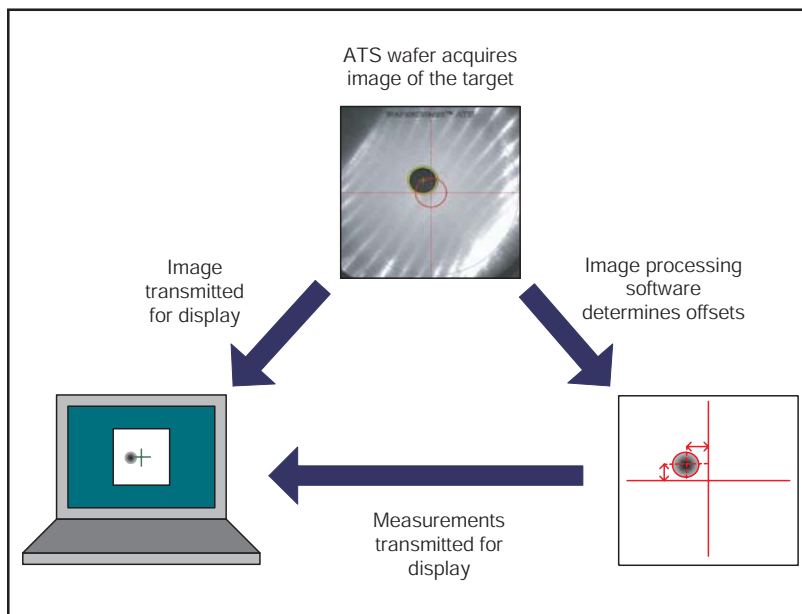 ATS wafer acquires
image of the target
Image
transmitted
for display
Image processing
software
determines offsets
Measurements
transmitted for
display